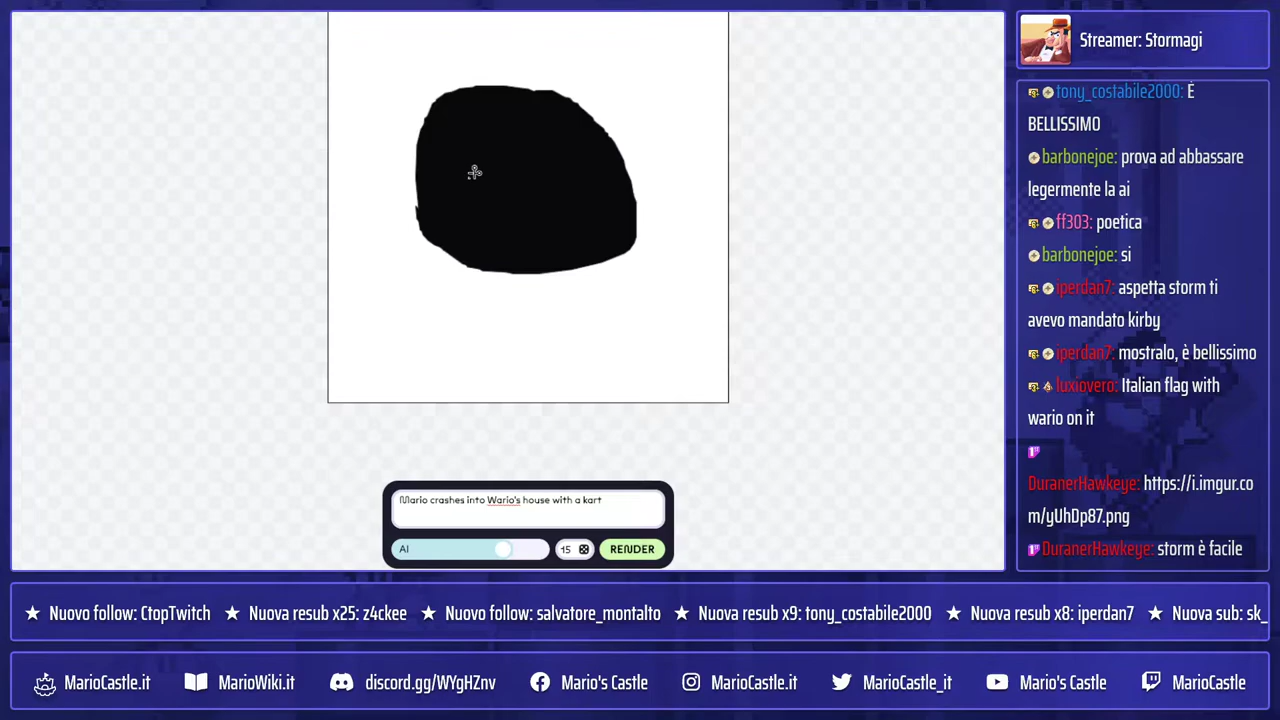 Streamer: Stormagi
tony_costabile2000: È
BELLISSIMO
barbonejoe: prova ad abbassare
legermente la ai
ff303: poetica
barbonejoe: si
iperdan7: aspetta storm ti
avevo mandato kirby
iperdan7: mostralo, è bellissimo
luxiovero: Italian flag with
wario on it
DuranerHawkeye: https://i.imgur.co
m/yUhDp87.png
DuranerHawkeye: storm è facile
Mario crashes into Wario's house with a kart
AI
15
RENDER
★ Nuovo follow: CtopTwitch ★ Nuova resub x25: z4ckee ★ Nuovo follow: salvatore_montalto ★ Nuova resub x9: tony_costabile2000 ★ Nuova resub x8: iperdan7 ★ Nuova sub: sk_
MarioCastle.it MarioWiki.it discord.gg/WYgHZnv Mario's Castle MarioCastle.it MarioCastle_it Mario's Castle MarioCastle